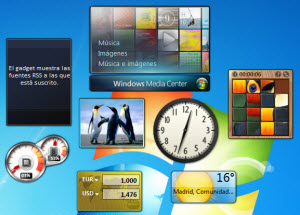 Música
Imágenes
Música e imágenes
Windows Media Center
El gadget muestra las
fuentes RSS a las que
está suscrito.
00:00:06
EUR
1,000
USD
1,476
16°
Madrid, Comunidad...